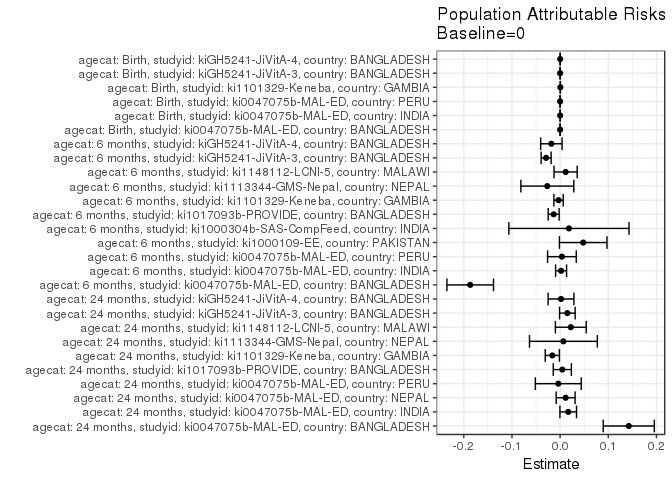 Population Attributable Risks
Baseline=0
agecat: Birth, studyid: kiGH5241-JiVitA-4, country: BANGLADESH
agecat: Birth, studyid: kiGH5241-JiVitA-3, country: BANGLADESH
agecat: Birth, studyid: ki1101329-Keneba, country: GAMBIA
agecat: Birth, studyid: ki0047075b-MAL-ED, country: PERU
agecat: Birth, studyid: ki0047075b-MAL-ED, country: INDIA
agecat: Birth, studyid: ki0047075b-MAL-ED, country: BANGLADESH
agecat: 6 months, studyid: kiGH5241-JiVitA-4, country: BANGLADESH
agecat: 6 months, studyid: kiGH5241-JiVitA-3, country: BANGLADESH
agecat: 6 months, studyid: ki1148112-LCNI-5, country: MALAWI
agecat: 6 months, studyid: ki1113344-GMS-Nepal, country: NEPAL
agecat: 6 months, studyid: ki1101329-Keneba, country: GAMBIA
agecat: 6 months, studyid: ki1017093b-PROVIDE, country: BANGLADESH
agecat: 6 months, studyid: ki1000304b-SAS-CompFeed, country: INDIA
agecat: 6 months, studyid: ki1000109-EE, country: PAKISTAN
agecat: 6 months, studyid: ki0047075b-MAL-ED, country: PERU
agecat: 6 months, studyid: ki0047075b-MAL-ED, country: INDIA
agecat: 6 months, studyid: ki0047075b-MAL-ED, country: BANGLADESH
agecat: 24 months, studyid: kiGH5241-JiVitA-4, country: BANGLADESH
agecat: 24 months, studyid: kiGH5241-JiVitA-3, country: BANGLADESH
agecat: 24 months, studyid: ki1148112-LCNI-5, country: MALAWI
agecat: 24 months, studyid: ki1113344-GMS-Nepal, country: NEPAL
agecat: 24 months, studyid: ki1101329-Keneba, country: GAMBIA
agecat: 24 months, studyid: ki1017093b-PROVIDE, country: BANGLADESH
agecat: 24 months, studyid: ki0047075b-MAL-ED, country: PERU
agecat: 24 months, studyid: ki0047075b-MAL-ED, country: NEPAL
agecat: 24 months, studyid: ki0047075b-MAL-ED, country: INDIA
agecat: 24 months, studyid: ki0047075b-MAL-ED, country: BANGLADESH
-0.2 -0.1 0.0 0.1 0.2
Estimate